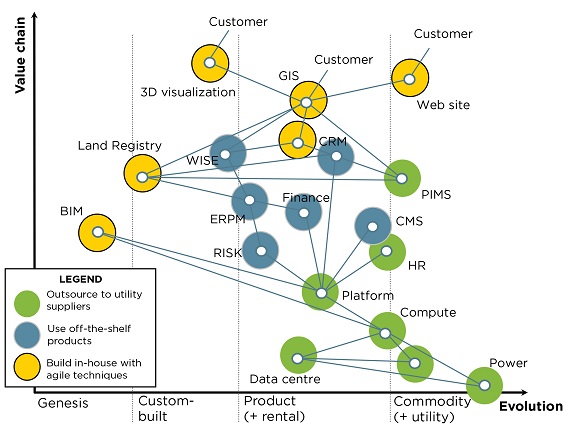 Value chain
Customer
Customer
Customer
GIS
3D visualization
Web site
Land Registry
CRM
WISE
PIMS
BIM
Finance
ERPM
CMS
RISK
HR
LEGEND
Outsource to utility
suppliers
Use off-the-shelf
products
Build in-house with
agile techniques
Platform
Compute
Power
Data centre
Genesis
Custom-
built
Product
(+ rental)
Commodity
(+ utility)
Evolution